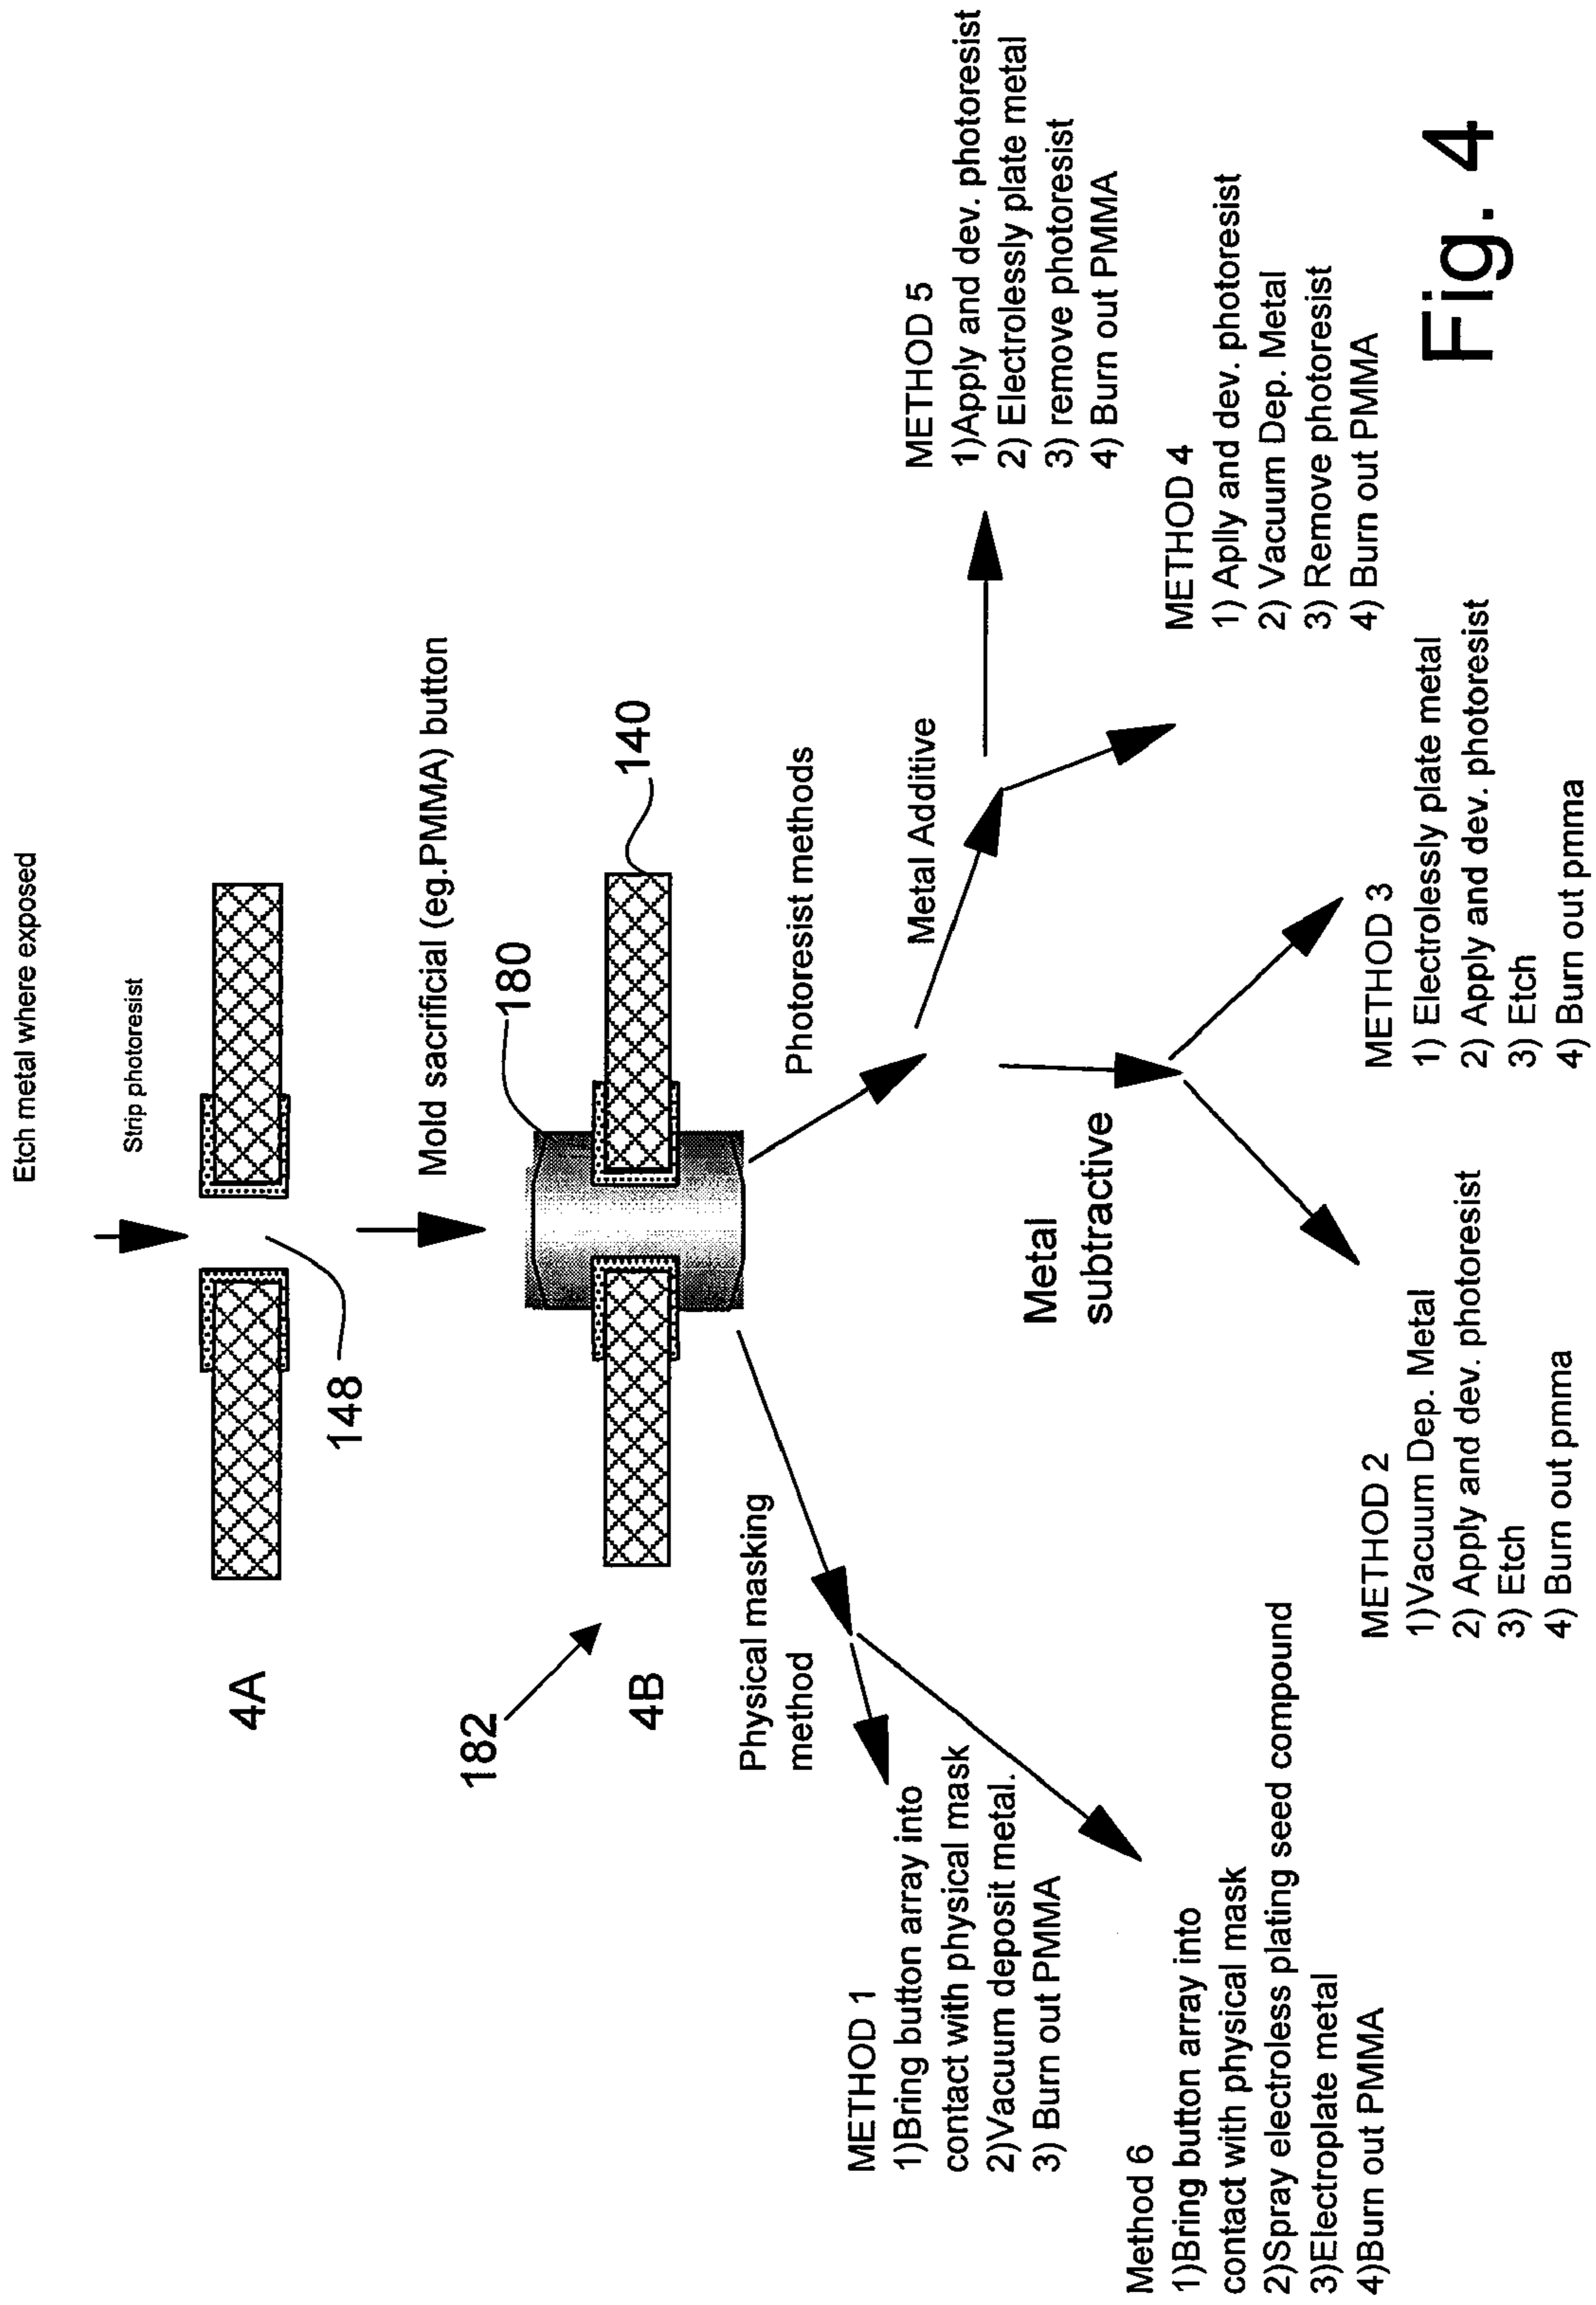 Etch metal where exposed
Strip photoresist
4A
148
Mold sacrificial (eg.PMMA) button
180
182
4B
140
Physical masking
method
Photoresist methods
Metal Additive
Metal
subtractive
METHOD 1
1)Bring button array into
contact with physical mask
2)Vacuum deposit metal.
3) Burn out PMMA
Method 6
1)Bring button array into
contact with physical mask
2)Spray electroless plating seed compound
3)Electroplate metal
4)Burn out PMMA
METHOD 2
1)Vacuum Dep. Metal
2) Apply and dev. photoresist
3) Etch
4) Burn out pmma
METHOD 3
1) Electrolessly plate metal
2) Apply and dev. photoresist
3) Etch
4) Burn out pmma
METHOD 4
1) Aplly and dev. photoresist
2) Vacuum Dep. Metal
3) Remove photoresist
4) Burn out PMMA
METHOD 5
1)Apply and dev. photoresist
2) Electrolessly plate metal
3) remove photoresist
4) Burn out PMMA
Fig. 4